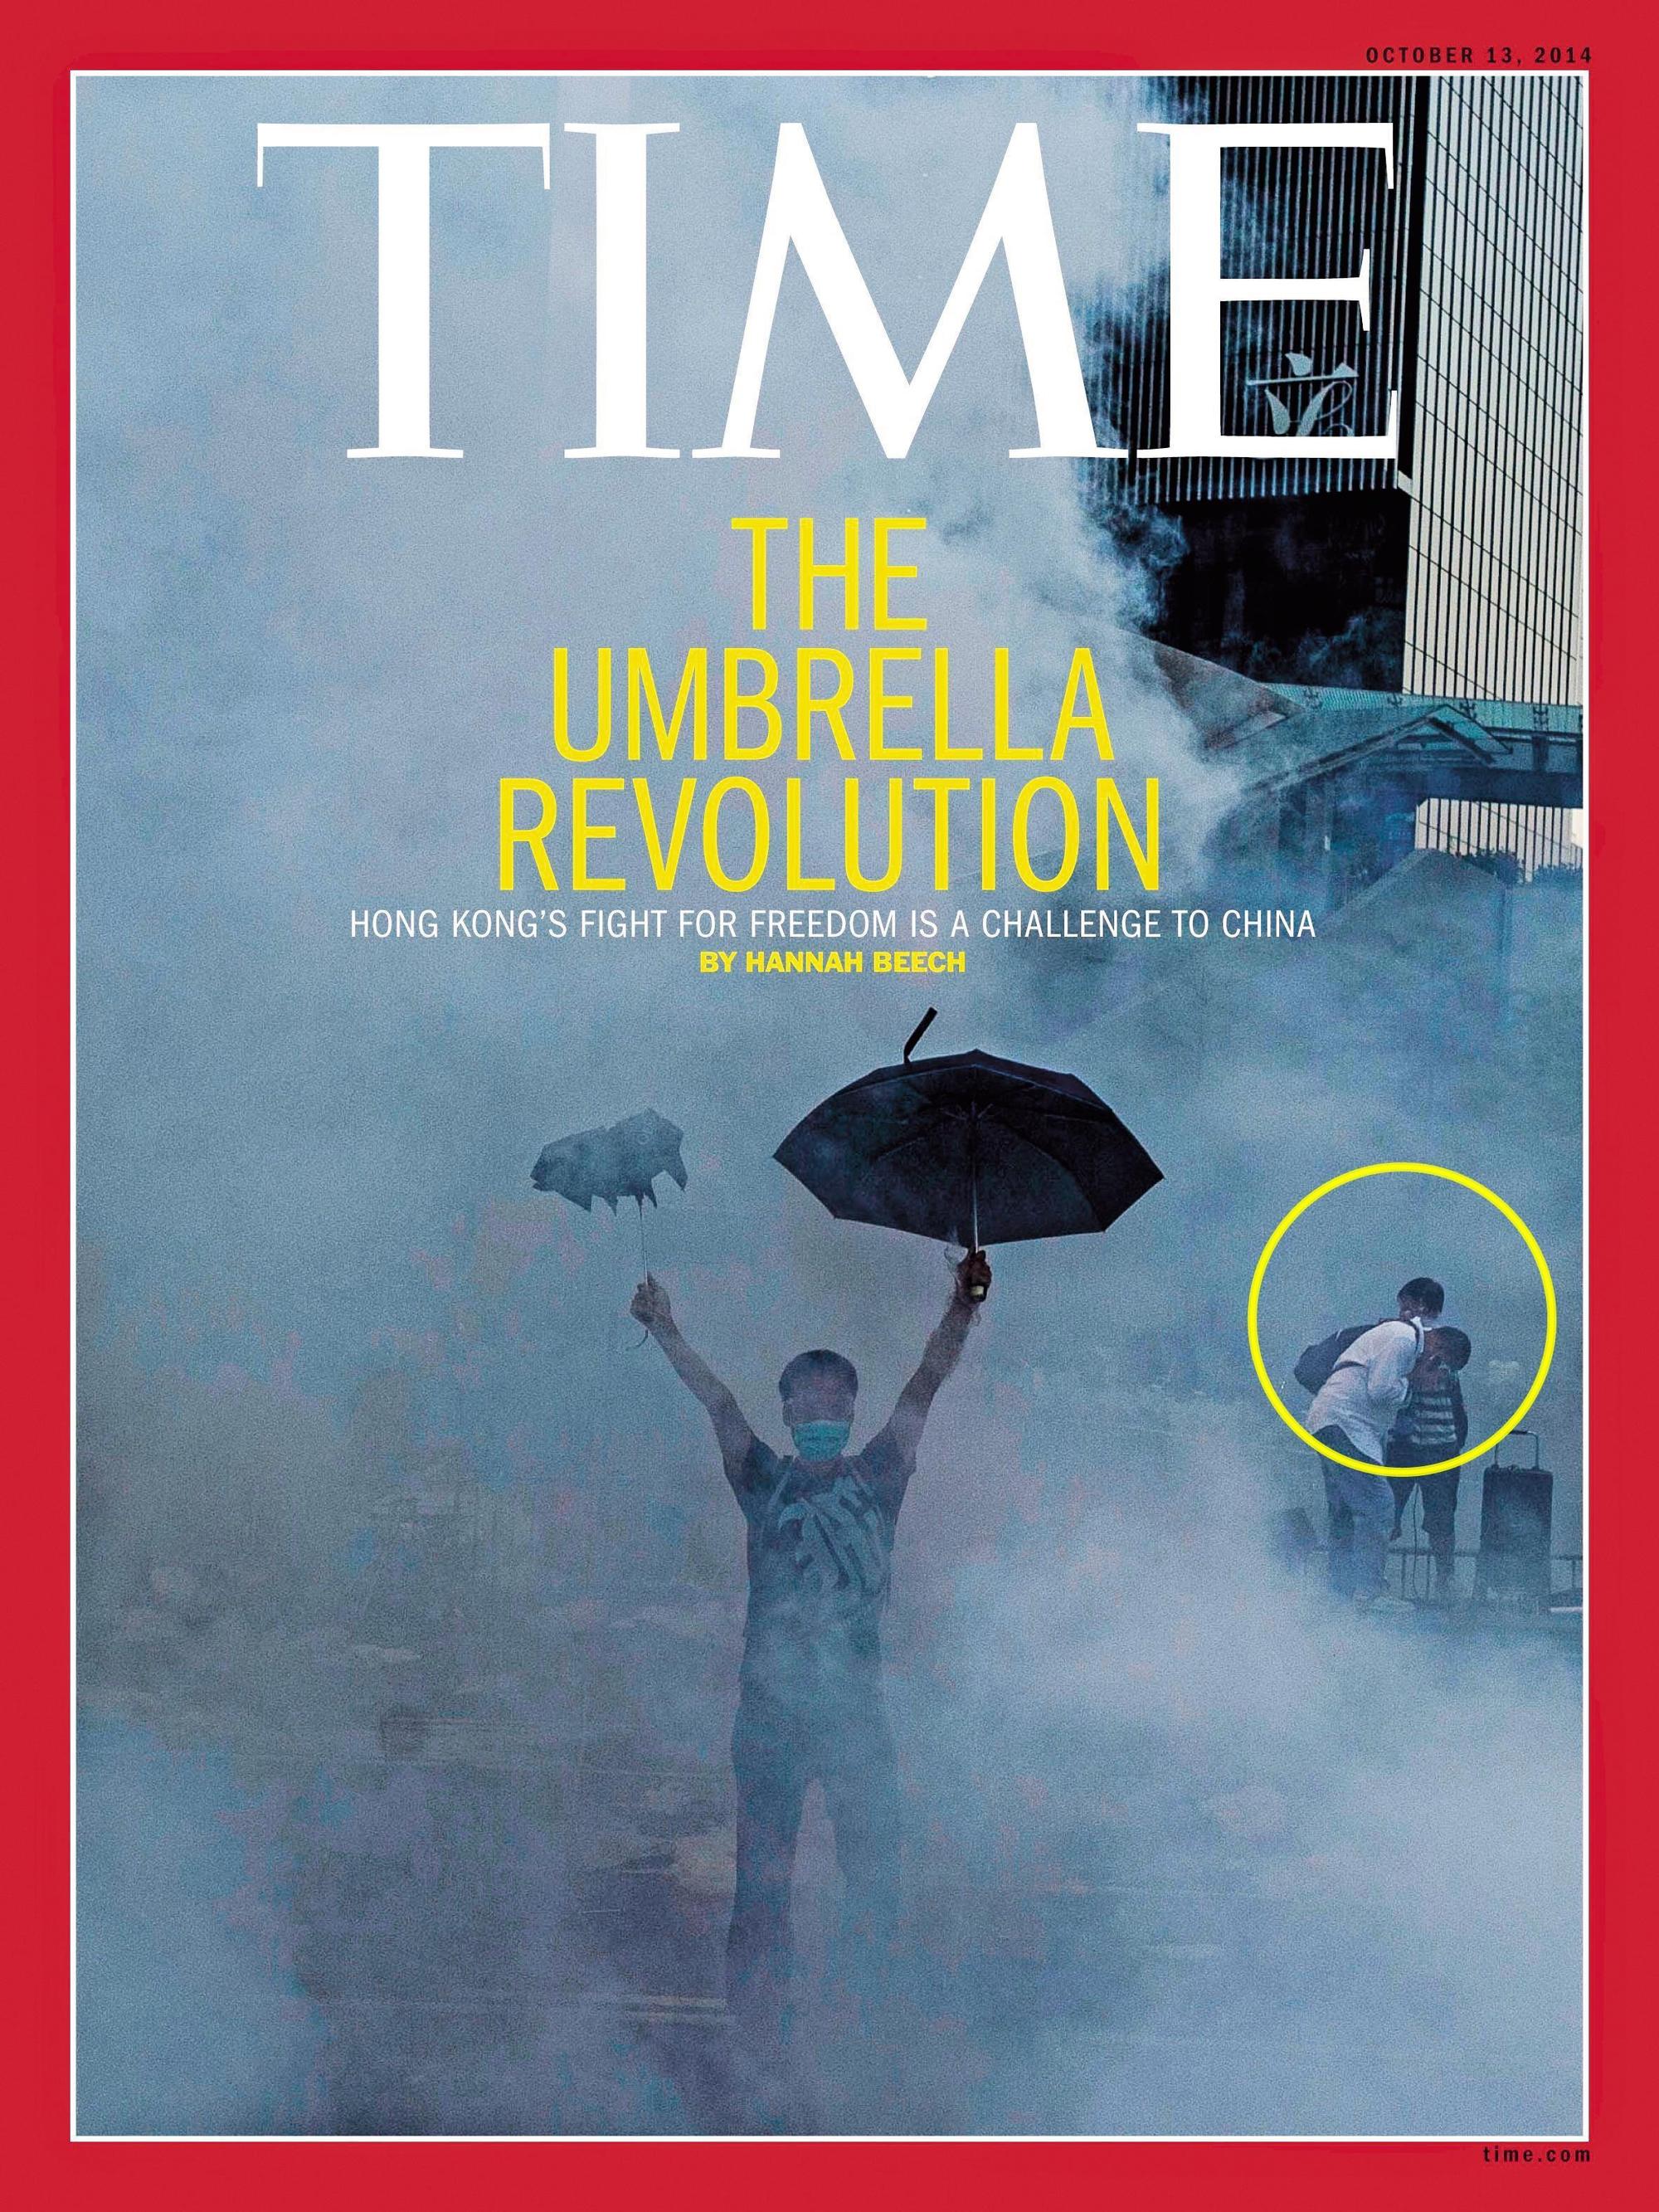 OCTOBER 13, 2014
TIME
THE
UMBRELLA
REVOLUTION
HONG KONG’S FIGHT FOR FREEDOM IS A CHALLENGE TO CHINA
BY HANNAH BEECH
time.com